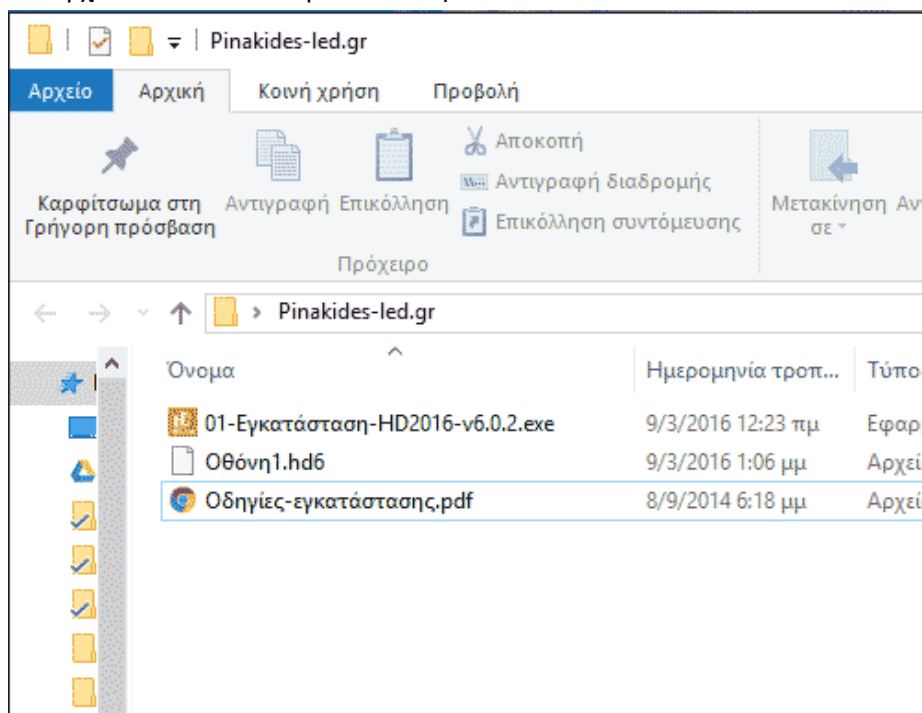 Pinakides-led.gr
Αρχείο Αρχική Κοινή χρήση Προβολή
Καρφίτσωμα στη Γρήγορη πρόσβαση
Αντιγραφή
Επικόλληση
Αποκοπή
Αντιγραφή διαδρομής
Επικόλληση συντόμευσης
Μετακίνηση σε
Πρόχειρο
Pinakides-led.gr
Όνομα Ημερομηνία τροπ...
01-Εγκατάσταση-HD2016-v6.0.2.exe 9/3/2016 12:23 πμ
Οθόνη1.hd6 9/3/2016 1:06 μμ
Οδηγίες-εγκατάστασης.pdf 8/9/2014 6:18 μμ